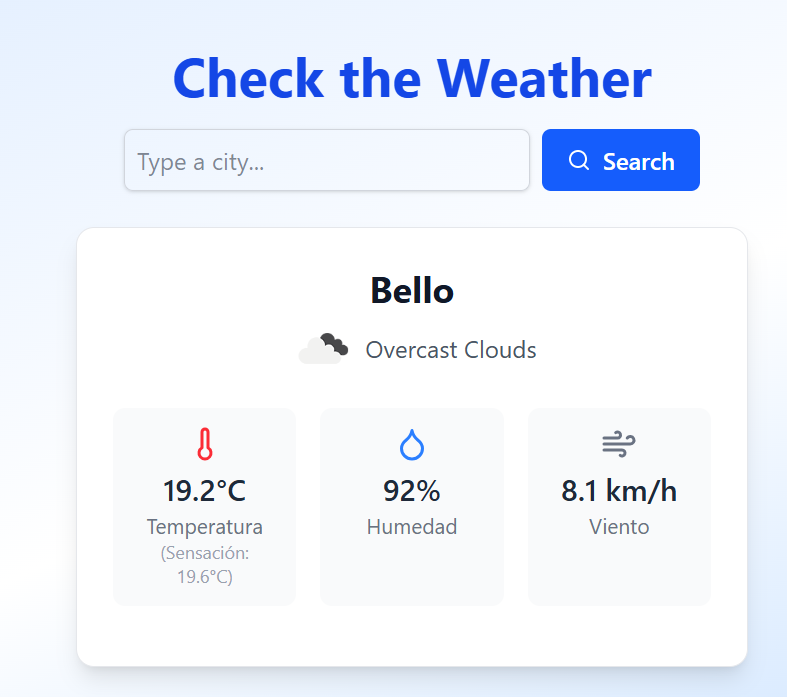 Check the Weather
Type a city...
Search
Bello
Overcast Clouds
19.2°C
Temperatura
(Sensación:
19.6°C)
92%
Humedad
8.1 km/h
Viento